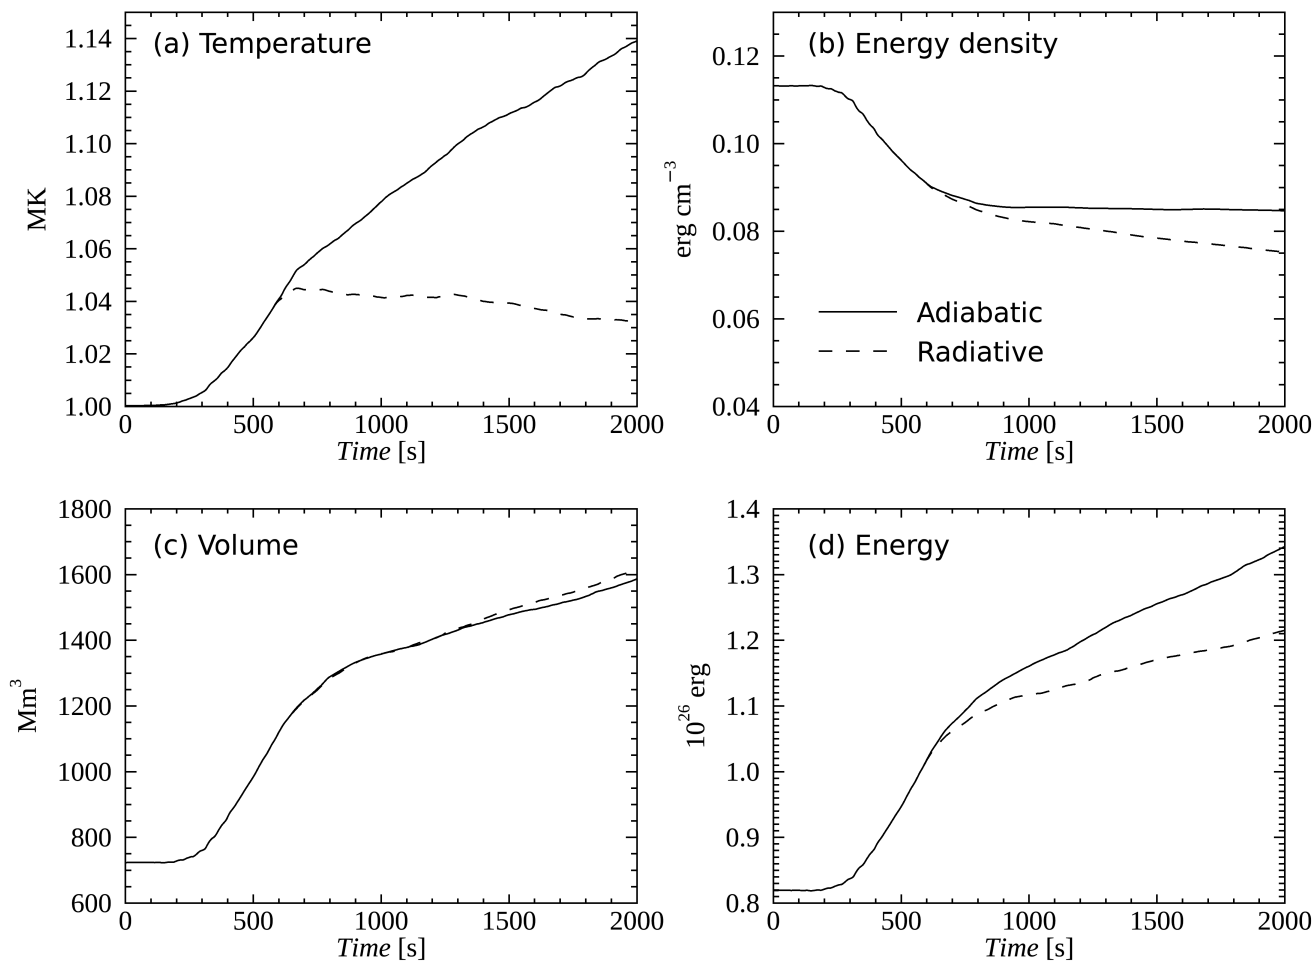 (a) Temperature
1.14
1.12
1.10
1.08
1.06
1.04
1.02
1.00
MK
0 500 1000 1500 2000
Time [s]
(b) Energy density
0.12
0.10
0.08
0.06
0.04
erg cm⁻³
Adiabatic
Radiative
0 500 1000 1500 2000
Time [s]
(c) Volume
1800
1600
1400
1200
1000
800
600
Mm³
0 500 1000 1500 2000
Time [s]
(d) Energy
1.4
1.3
1.2
1.1
1.0
0.9
0.8
10²⁶ erg
0 500 1000 1500 2000
Time [s]